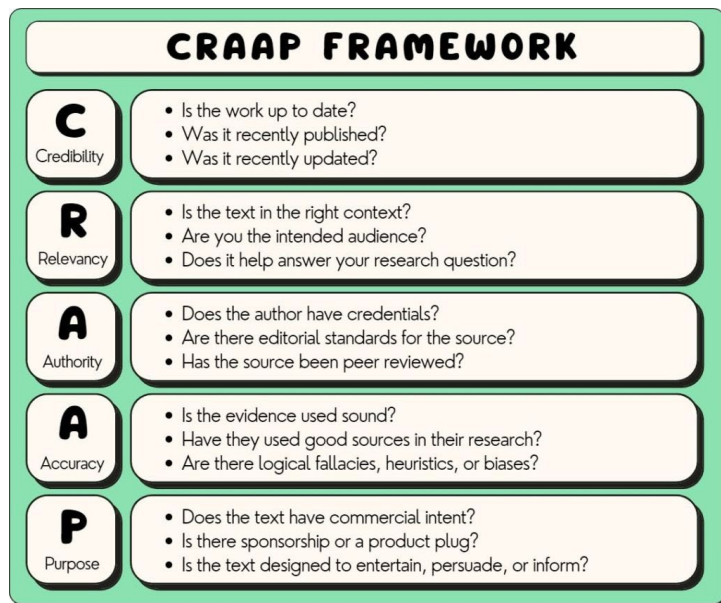 CRAAP FRAMEWORK
C
Credibility
• Is the work up to date?
• Was it recently published?
• Was it recently updated?
R
Relevancy
• Is the text in the right context?
• Are you the intended audience?
• Does it help answer your research question?
A
Authority
• Does the author have credentials?
• Are there editorial standards for the source?
• Has the source been peer reviewed?
A
Accuracy
• Is the evidence used sound?
• Have they used good sources in their research?
• Are there logical fallacies, heuristics, or biases?
P
Purpose
• Does the text have commercial intent?
• Is there sponsorship or a product plug?
• Is the text designed to entertain, persuade, or inform?